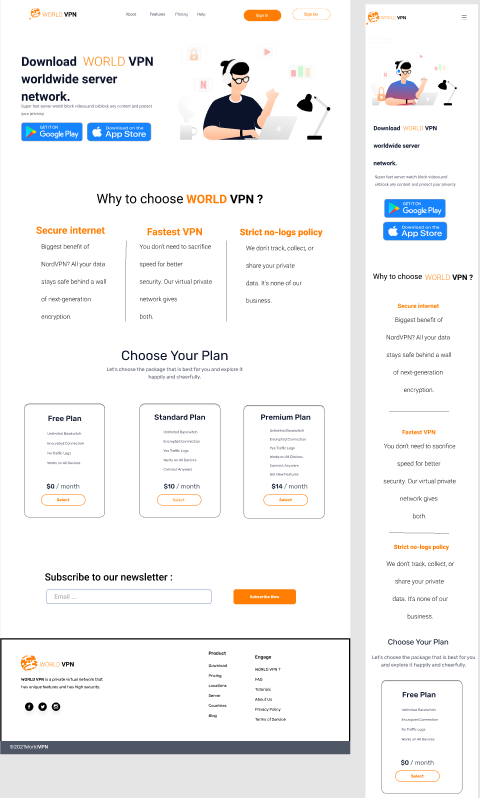 WORLD VPN
About Features Pricing Help
Sign in
Sign Up
Download WORLD VPN
worldwide server
network.
Super fast server watch block videos,and
unblock any content and protect
your privacy
GET IT ON
Google Play
Download on the
App Store
Why to choose WORLD VPN ?
Secure internet
Biggest benefit of
NordVPN? All your data
stays safe behind a wall
of next-generation
encryption.
Fastest VPN
You don't need to sacrifice
speed for better
security. Our virtual private
network gives
both.
Strict no-logs policy
We don't track, collect, or
share your private
data. It's none of our
business.
Choose Your Plan
Let's choose the package that is best for you and explore it
happily and cheerfully.
Free Plan
Unlimited Bandwitch
Encrypted Connection
No Traffic Logs
Works on All Devices
$0 / month
Select
Standard Plan
Unlimited Bandwitch
Encrypted Connection
Yes Traffic Logs
Works on All Devices
Connect Anyware
$10 / month
Select
Premium Plan
Unlimited Bandwitch
Encrypted Connection
Yes Traffic Logs
Works on All Devices
Connect Anyware
Get New Features
$14 / month
Select
Subscribe to our newsletter :
Email ...
Subscribe Now
WORLD VPN
WORLD VPN is a private virtual network that
has unique features and has high security.
Product
Download
Pricing
Locations
Server
Countries
Blog
Engage
WORLD VPN ?
FAQ
Tutorials
About Us
Privacy Policy
Terms of Service
©2021WorldVPN
WORLD VPN
Download WORLD VPN
worldwide server
network.
Super fast server watch block videos,and
unblock any content and protect your privacy
GET IT ON
Google Play
Download on the
App Store
Why to choose WORLD VPN ?
Secure internet
Biggest benefit of
NordVPN? All your data
stays safe behind a wall
of next-generation
encryption.
Fastest VPN
You don't need to sacrifice
speed for better
security. Our virtual private
network gives
both.
Strict no-logs policy
We don't track, collect, or
share your private
data. It's none of our
business.
Choose Your Plan
Let's choose the package that is best for you
and explore it happily and cheerfully.
Free Plan
Unlimited Bandwitch
Encrypted Connection
No Traffic Logs
Works on All Devices
$0 / month
Select